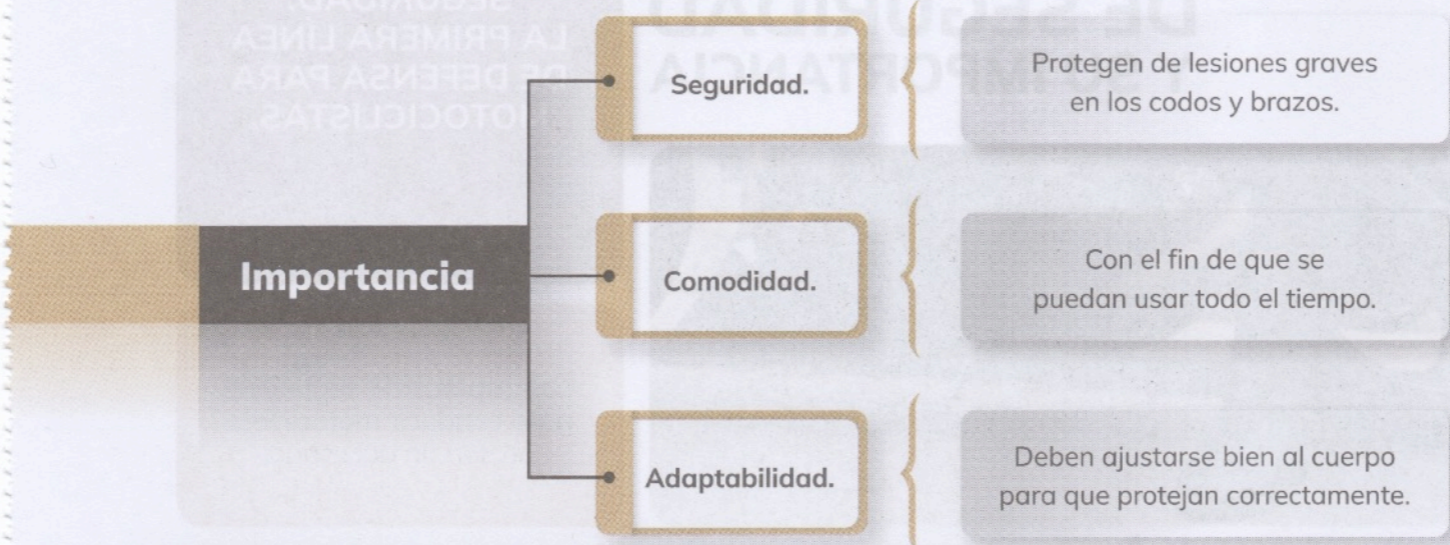 Importancia
Seguridad.
Protegen de lesiones graves
en los codos y brazos.
Comodidad.
Con el fin de que se
puedan usar todo el tiempo.
Adaptabilidad.
Deben ajustarse bien al cuerpo
para que protejan correctamente.